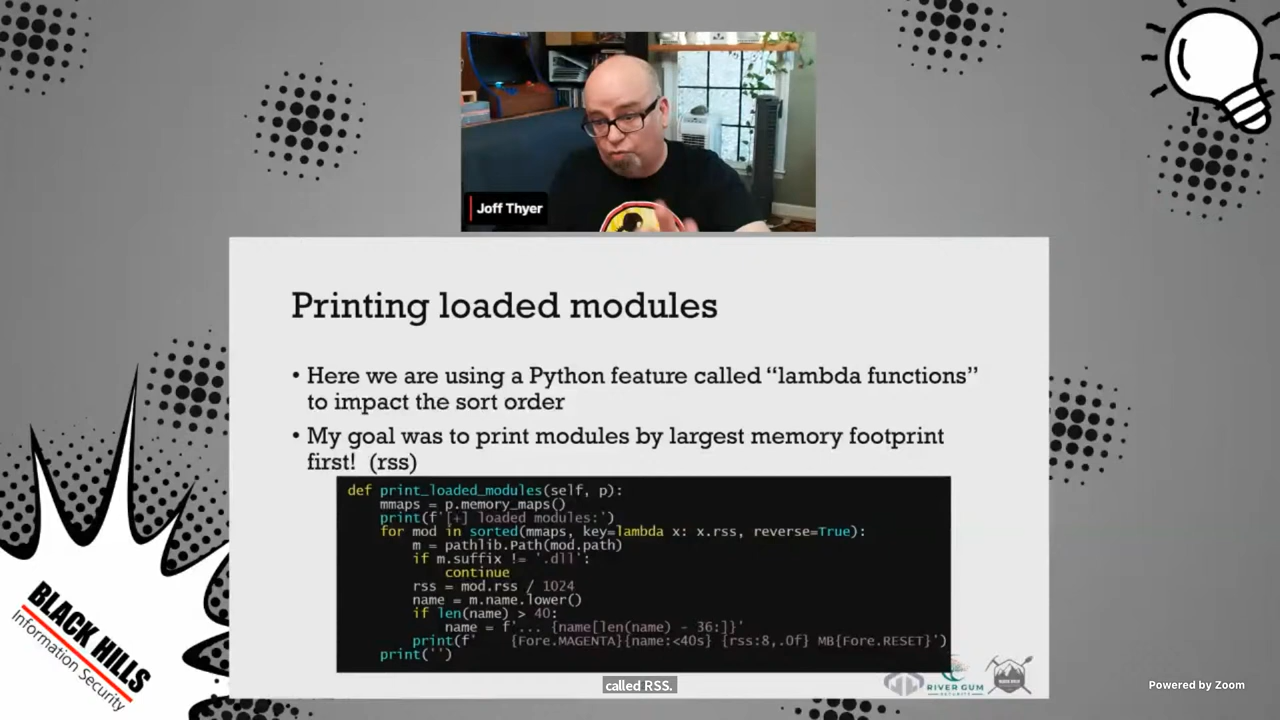 Joff Thyer
Printing loaded modules
• Here we are using a Python feature called “lambda functions”
to impact the sort order
• My goal was to print modules by largest memory footprint
first! (rss)
def print_loaded_modules(self, p):
    mmaps = p.memory_maps()
    print(f'[+] loaded modules:')
    for mod in sorted(mmaps, key=lambda x: x.rss, reverse=True):
        m = pathlib.Path(mod.path)
        if m.suffix != '.dll':
            continue
        rss = mod.rss / 1024
        name = m.name.lower()
        if len(name) > 40:
            name = f'... {name[len(name) - 36:]}'
        print(f'    {Fore.MAGENTA}{name:<40s} {rss:8,.0f} MB{Fore.RESET}')
    print('')
BLACK HILLS
Information Security
RIVER GUM
called RSS.
Powered by Zoom